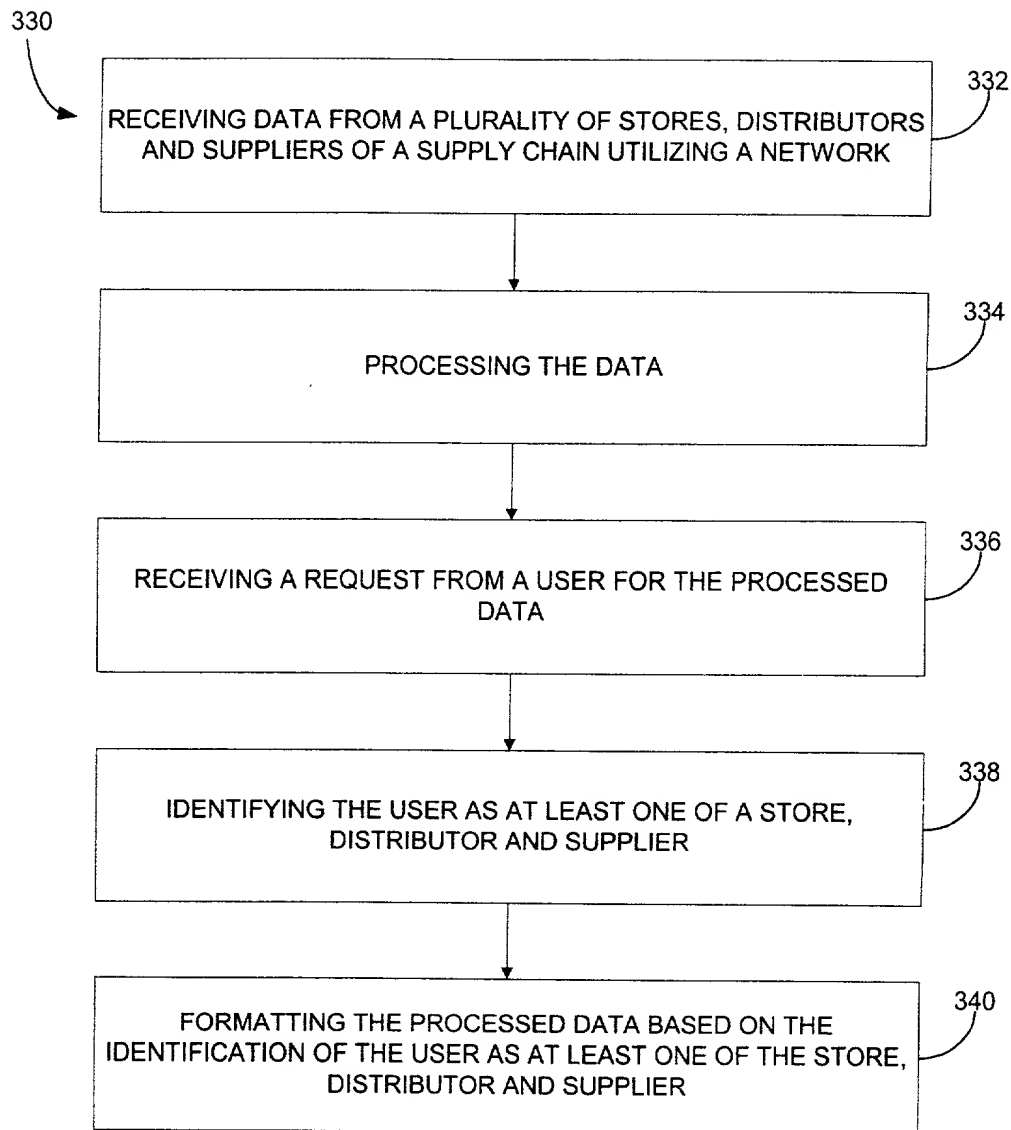 330
332
RECEIVING DATA FROM A PLURALITY OF STORES, DISTRIBUTORS
AND SUPPLIERS OF A SUPPLY CHAIN UTILIZING A NETWORK
334
PROCESSING THE DATA
336
RECEIVING A REQUEST FROM A USER FOR THE PROCESSED
DATA
338
IDENTIFYING THE USER AS AT LEAST ONE OF A STORE,
DISTRIBUTOR AND SUPPLIER
340
FORMATTING THE PROCESSED DATA BASED ON THE
IDENTIFICATION OF THE USER AS AT LEAST ONE OF THE STORE,
DISTRIBUTOR AND SUPPLIER